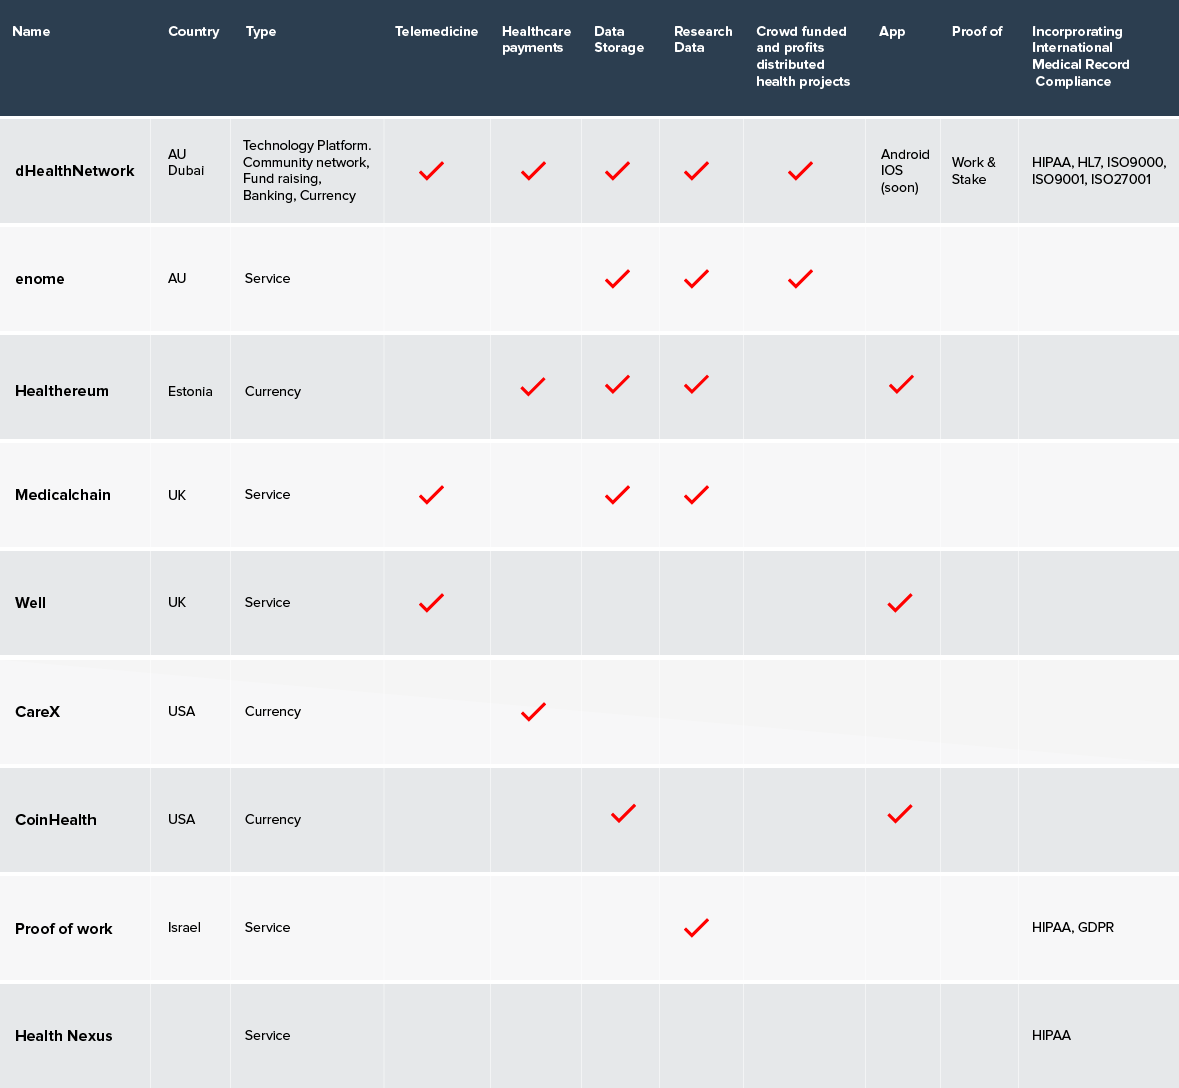 Name
Country
Type
Telemedicine
Healthcare
payments
Data
Storage
Research
Data
Crowd funded
and profits
distributed
health projects
App
Proof of
Incorprorating
International
Medical Record
Compliance
dHealthNetwork
AU
Dubai
Technology Platform.
Community network,
Fund raising,
Banking, Currency
Android
IOS
(soon)
Work &
Stake
HIPAA, HL7, ISO9000,
ISO9001, ISO27001
enome
AU
Service
Healthereum
Estonia
Currency
Medicalchain
UK
Service
Well
UK
Service
CareX
USA
Currency
CoinHealth
USA
Currency
Proof of work
Israel
Service
HIPAA, GDPR
Health Nexus
Service
HIPAA